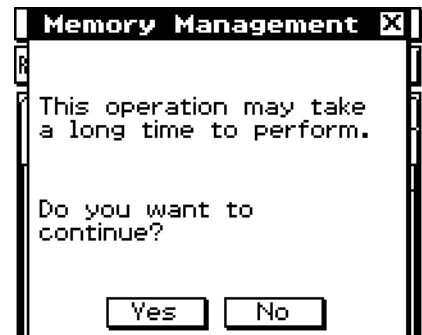 Memory Management X
This operation may take
a long time to perform.
Do you want to
continue?
Yes No